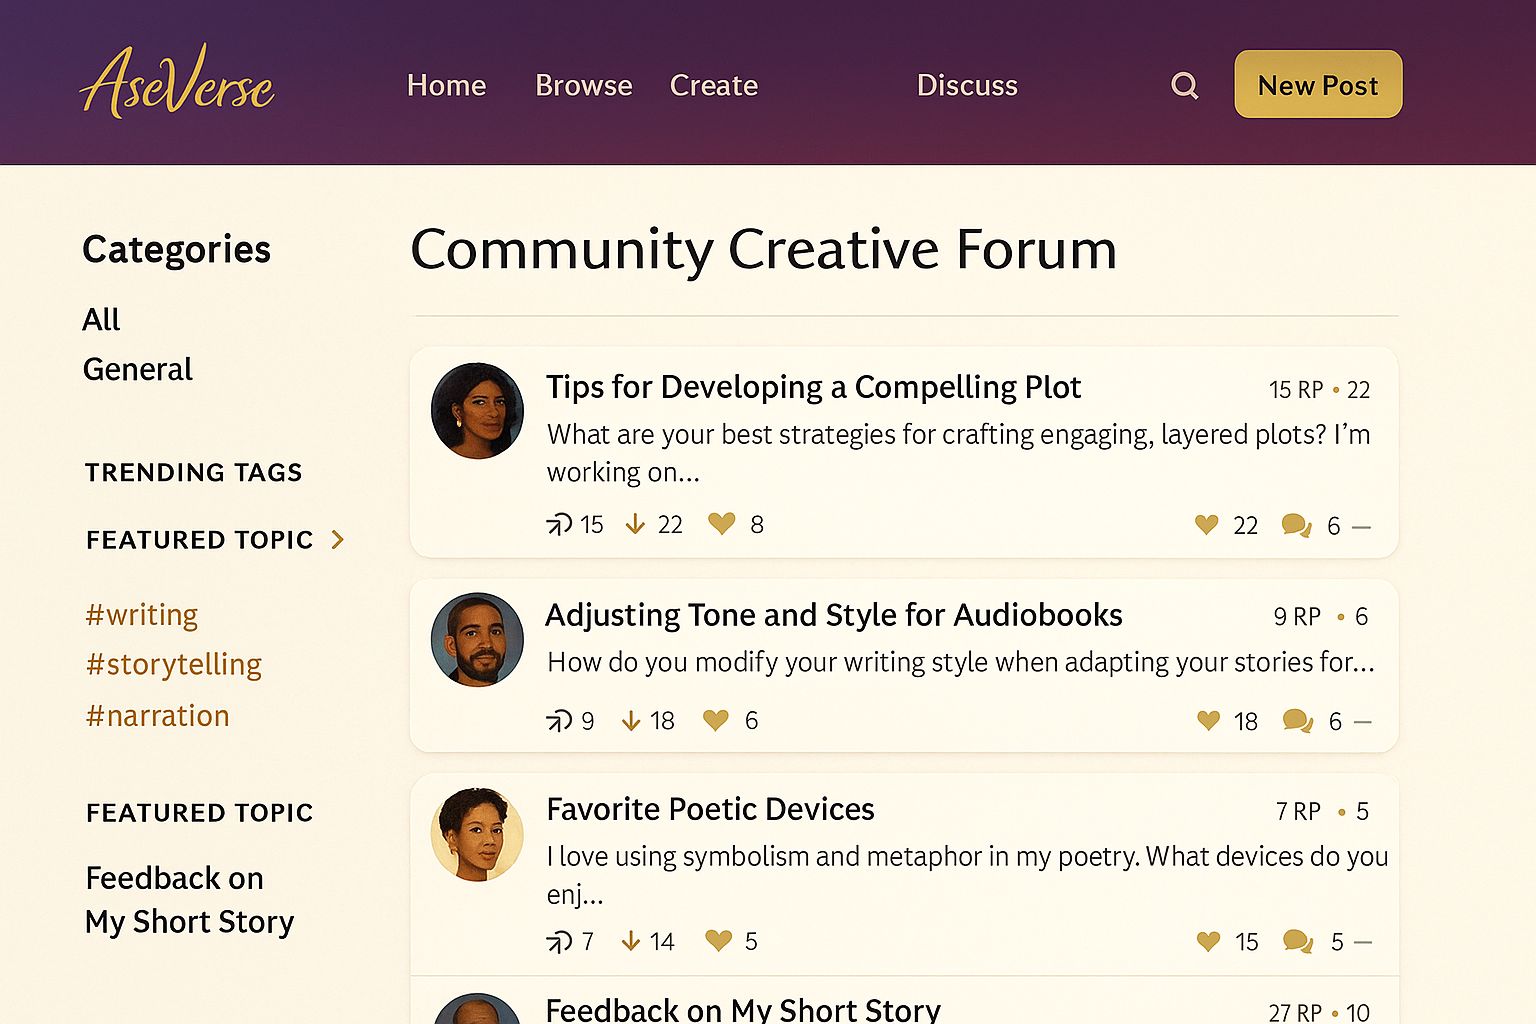 AseVerse
Home Browse Create Discuss New Post
Categories
All
General
TRENDING TAGS
FEATURED TOPIC
#writing
#storytelling
#narration
FEATURED TOPIC
Feedback on
My Short Story
Community Creative Forum
Tips for Developing a Compelling Plot 15 RP • 22
What are your best strategies for crafting engaging, layered plots? I'm
working on...
15 22 8 22 6 —
Adjusting Tone and Style for Audiobooks 9 RP • 6
How do you modify your writing style when adapting your stories for...
9 18 6 18 6 —
Favorite Poetic Devices 7 RP • 5
I love using symbolism and metaphor in my poetry. What devices do you
enj...
7 14 5 15 5 —
Feedback on My Short Story 27 RP • 10